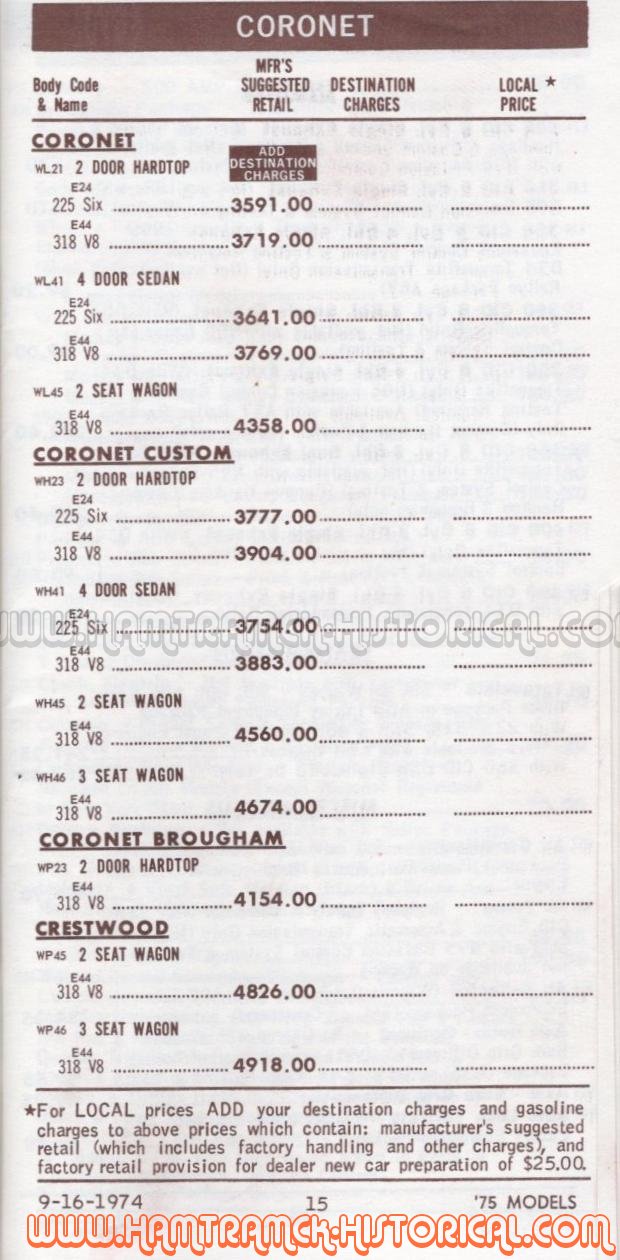 CORONET
Body Code & Name
MFR'S SUGGESTED RETAIL
DESTINATION CHARGES
LOCAL ★ PRICE
CORONET
ADD DESTINATION CHARGES
WL21 2 DOOR HARDTOP
E24
225 Six 3591.00
E44
318 V8 3719.00
WL41 4 DOOR SEDAN
E24
225 Six 3641.00
E44
318 V8 3769.00
WL45 2 SEAT WAGON
E44
318 V8 4358.00
CORONET CUSTOM
WH23 2 DOOR HARDTOP
E24
225 Six 3777.00
E44
318 V8 3904.00
WH41 4 DOOR SEDAN
E24
225 Six 3754.00
WWW.HAMTRAMCK-HISTORICAL.COM
E44
318 V8 3883.00
WH45 2 SEAT WAGON
E44
318 V8 4560.00
WH46 3 SEAT WAGON
E44
318 V8 4674.00
CORONET BROUGHAM
WP23 2 DOOR HARDTOP
E44
318 V8 4154.00
CRESTWOOD
WP45 2 SEAT WAGON
E44
318 V8 4826.00
WP46 3 SEAT WAGON
E44
318 V8 4918.00
★For LOCAL prices ADD your destination charges and gasoline
charges to above prices which contain: manufacturer's suggested
retail (which includes factory handling and other charges), and
factory retail provision for dealer new car preparation of $25.00.
9-16-1974 15 '75 MODELS
WWW.HAMTRAMCK-HISTORICAL.COM